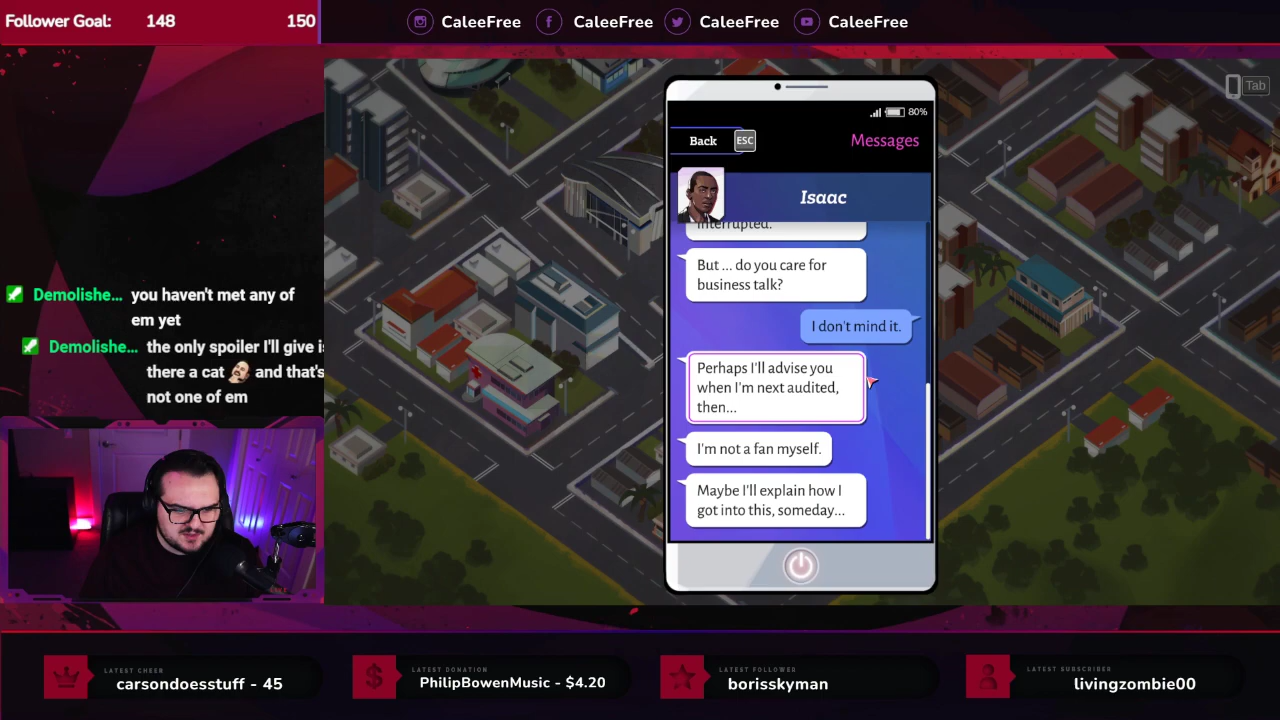 Follower Goal: 148 150
CaleeFree CaleeFree CaleeFree CaleeFree
Tab
80%
Back ESC Messages
Isaac
interrupted.
But ... do you care for
business talk?
I don't mind it.
Perhaps I'll advise you
when I'm next audited,
then...
I'm not a fan myself.
Maybe I'll explain how I
got into this, someday...
Demolishe... you haven't met any of
em yet
Demolishe... the only spoiler I'll give is
there a cat and that's
not one of em
LATEST CHEER
carsondoesstuff - 45
LATEST DONATION
PhilipBowenMusic - $4.20
LATEST FOLLOWER
borisskyman
LATEST SUBSCRIBER
livingzombie00